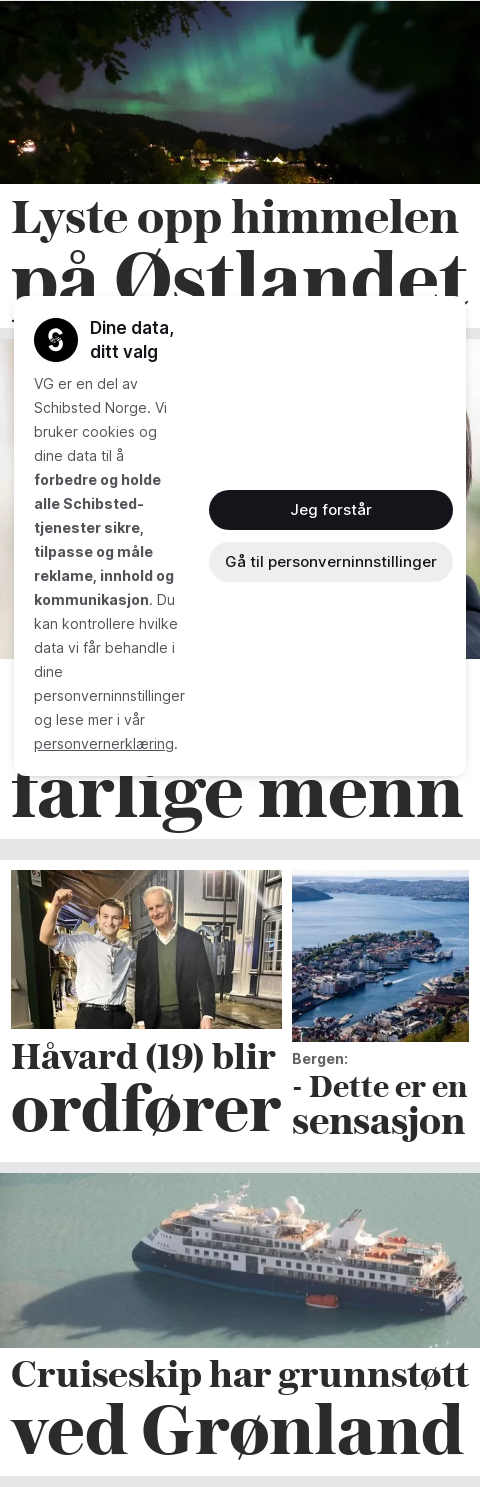 Lyste opp himmelen
på Østlandet
Dine data,
ditt valg
VG er en del av
Schibsted Norge. Vi
bruker cookies og
dine data til å
forbedre og holde
alle Schibsted-
tjenester sikre,
tilpasse og måle
reklame, innhold og
kommunikasjon. Du
kan kontrollere hvilke
data vi får behandle i
dine
personverninnstillinger
og lese mer i vår
personvernerklæring.
Jeg forstår
Gå til personverninnstillinger
farlige menn
Håvard (19) blir
ordfører
Bergen:
- Dette er en
sensasjon
Cruiseskip har grunnstøtt
ved Grønland